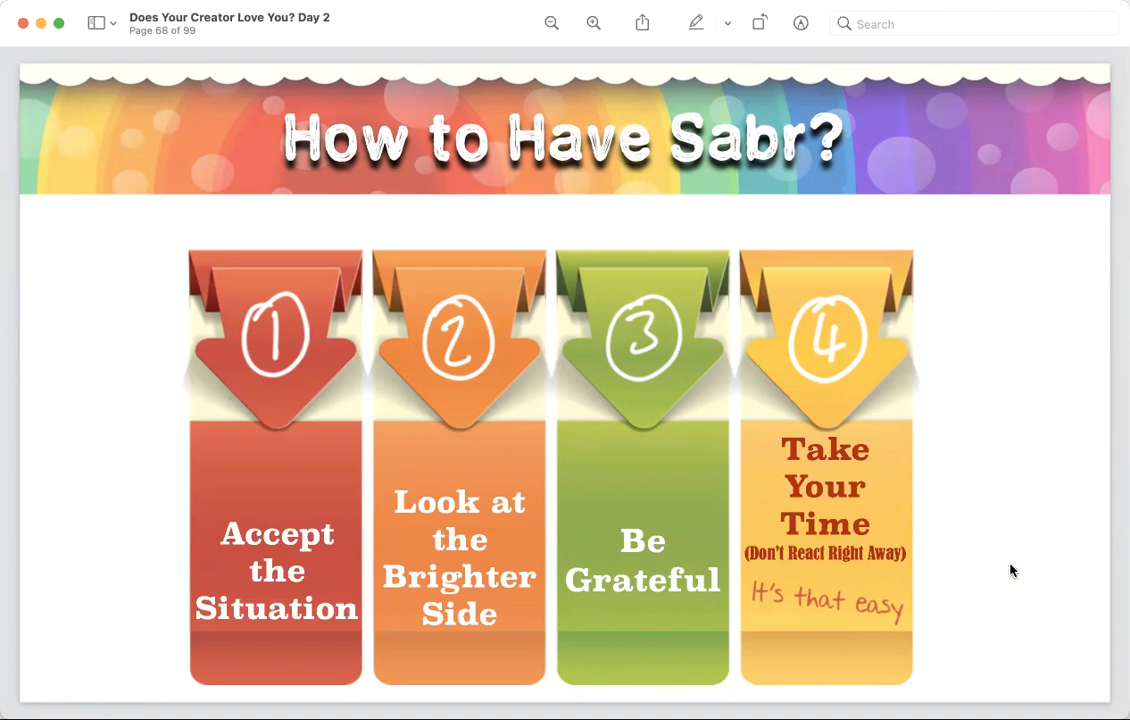 Does Your Creator Love You? Day 2
Page 68 of 99
Search
How to Have Sabr?
1
2
3
4
Accept
the
Situation
Look at
the
Brighter
Side
Be
Grateful
Take
Your
Time
(Don't React Right Away)
It's that easy